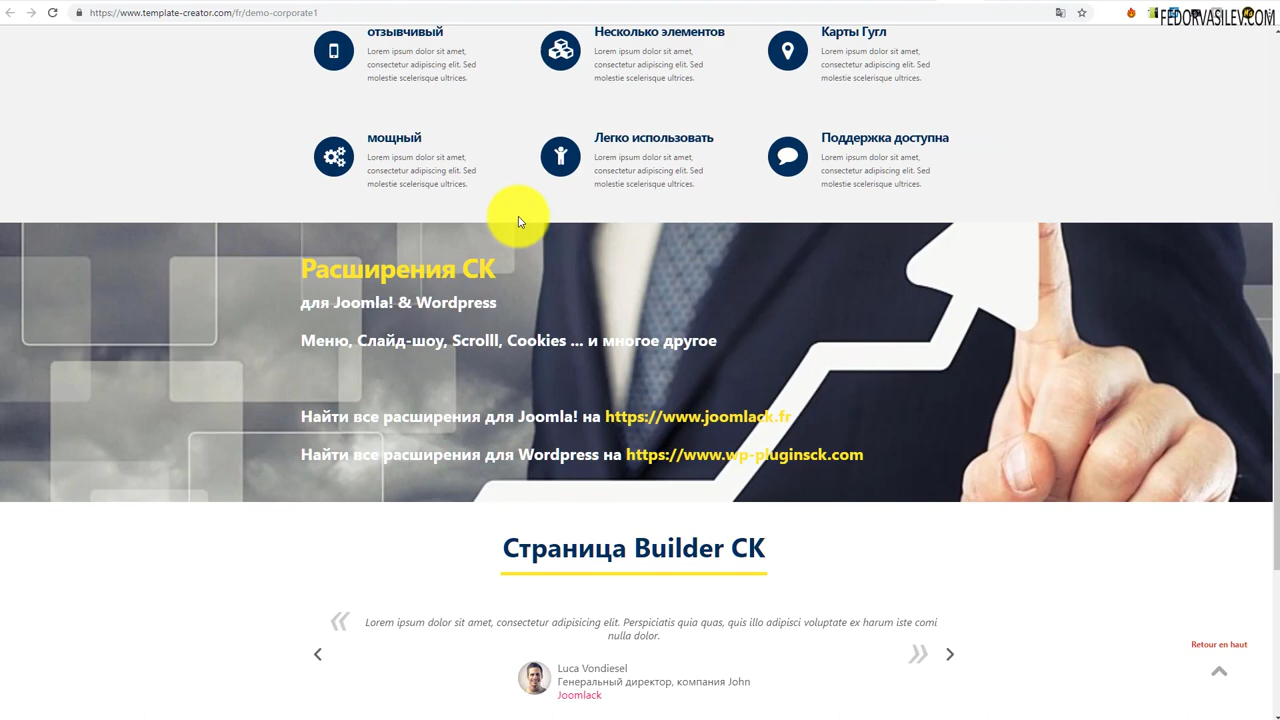 https://www.template-creator.com/fr/demo-corporate1
FEDORVASILEV.COM
отзывчивый
Lorem ipsum dolor sit amet,
consectetur adipiscing elit. Sed
molestie scelerisque ultrices.
Несколько элементов
Lorem ipsum dolor sit amet,
consectetur adipiscing elit. Sed
molestie scelerisque ultrices.
Карты Гугл
Lorem ipsum dolor sit amet,
consectetur adipiscing elit. Sed
molestie scelerisque ultrices.
мощный
Lorem ipsum dolor sit amet,
consectetur adipiscing elit. Sed
molestie scelerisque ultrices.
Легко использовать
Lorem ipsum dolor sit amet,
consectetur adipiscing elit. Sed
molestie scelerisque ultrices.
Поддержка доступна
Lorem ipsum dolor sit amet,
consectetur adipiscing elit. Sed
molestie scelerisque ultrices.
Расширения СК
для Joomla! & Wordpress
Меню, Слайд-шоу, Scrolll, Cookies ... и многое другое
Найти все расширения для Joomla! на https://www.joomlack.fr
Найти все расширения для Wordpress на https://www.wp-pluginsck.com
Страница Builder CK
Lorem ipsum dolor sit amet, consectetur adipisicing elit. Perspiciatis quia quas, quis illo adipisci voluptate ex harum iste comi
nulla dolor.
Luca Vondiesel
Генеральный директор, компания John
Joomlack
Retour en haut